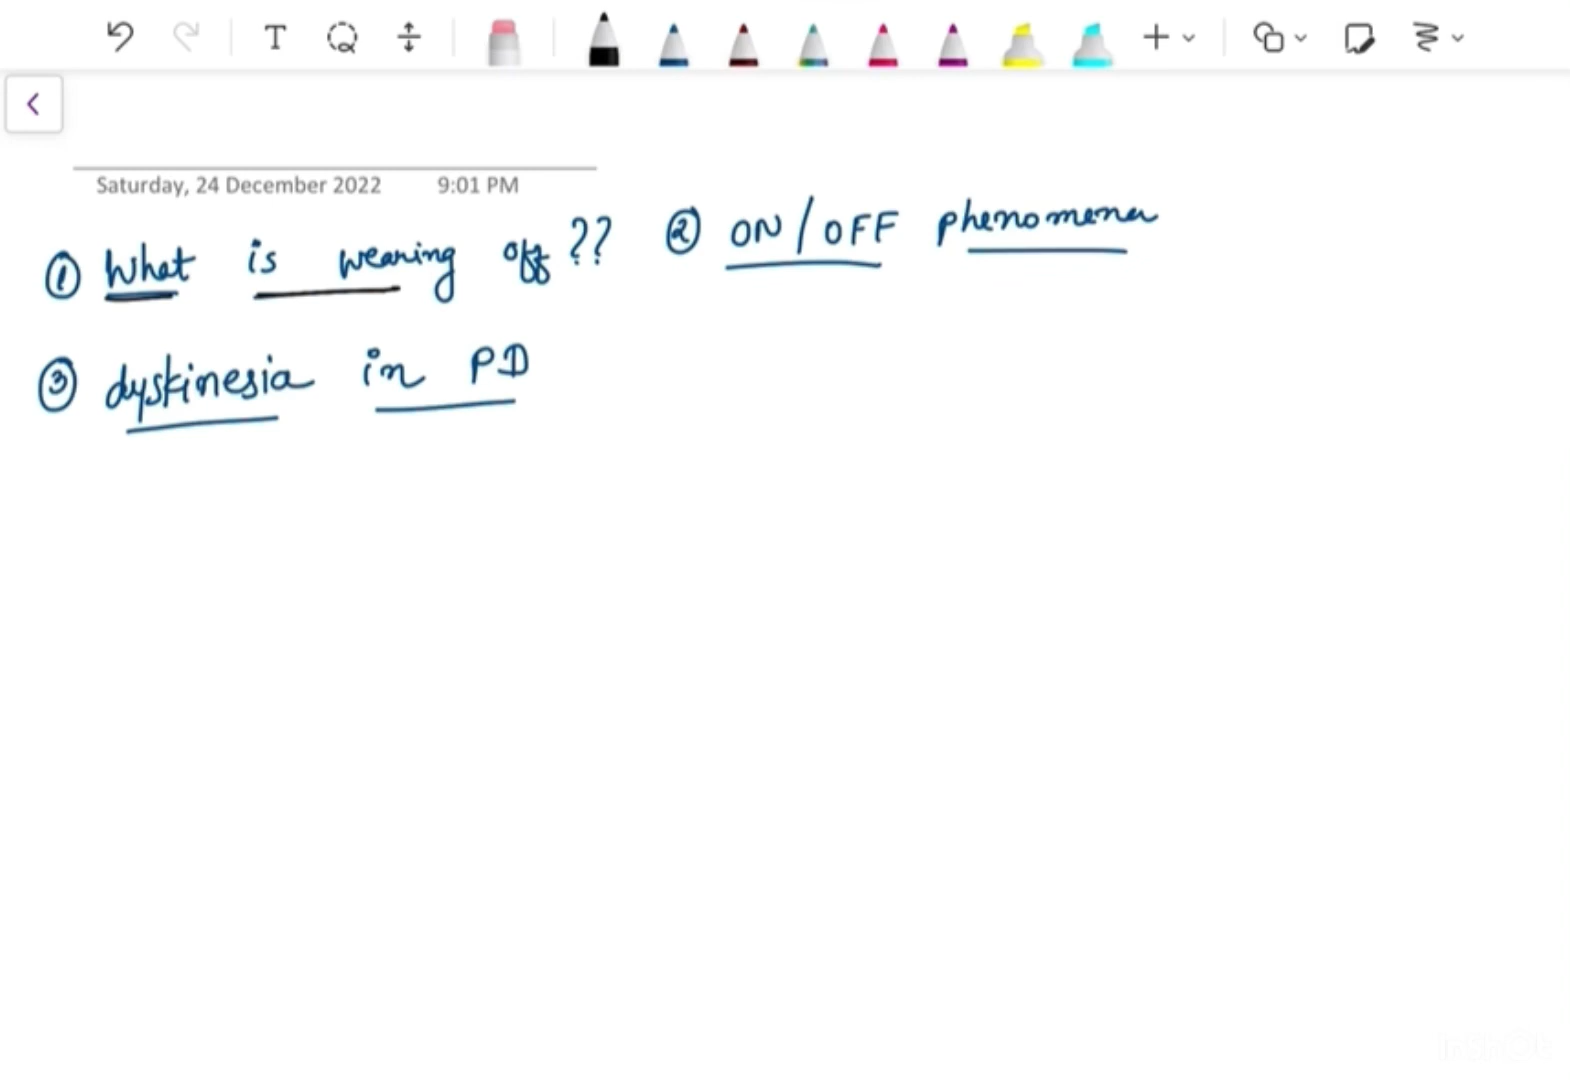 T
Saturday, 24 December 2022 9:01 PM
① What is wearing off ?? ② ON/OFF phenomena
③ dyskinesia in PD